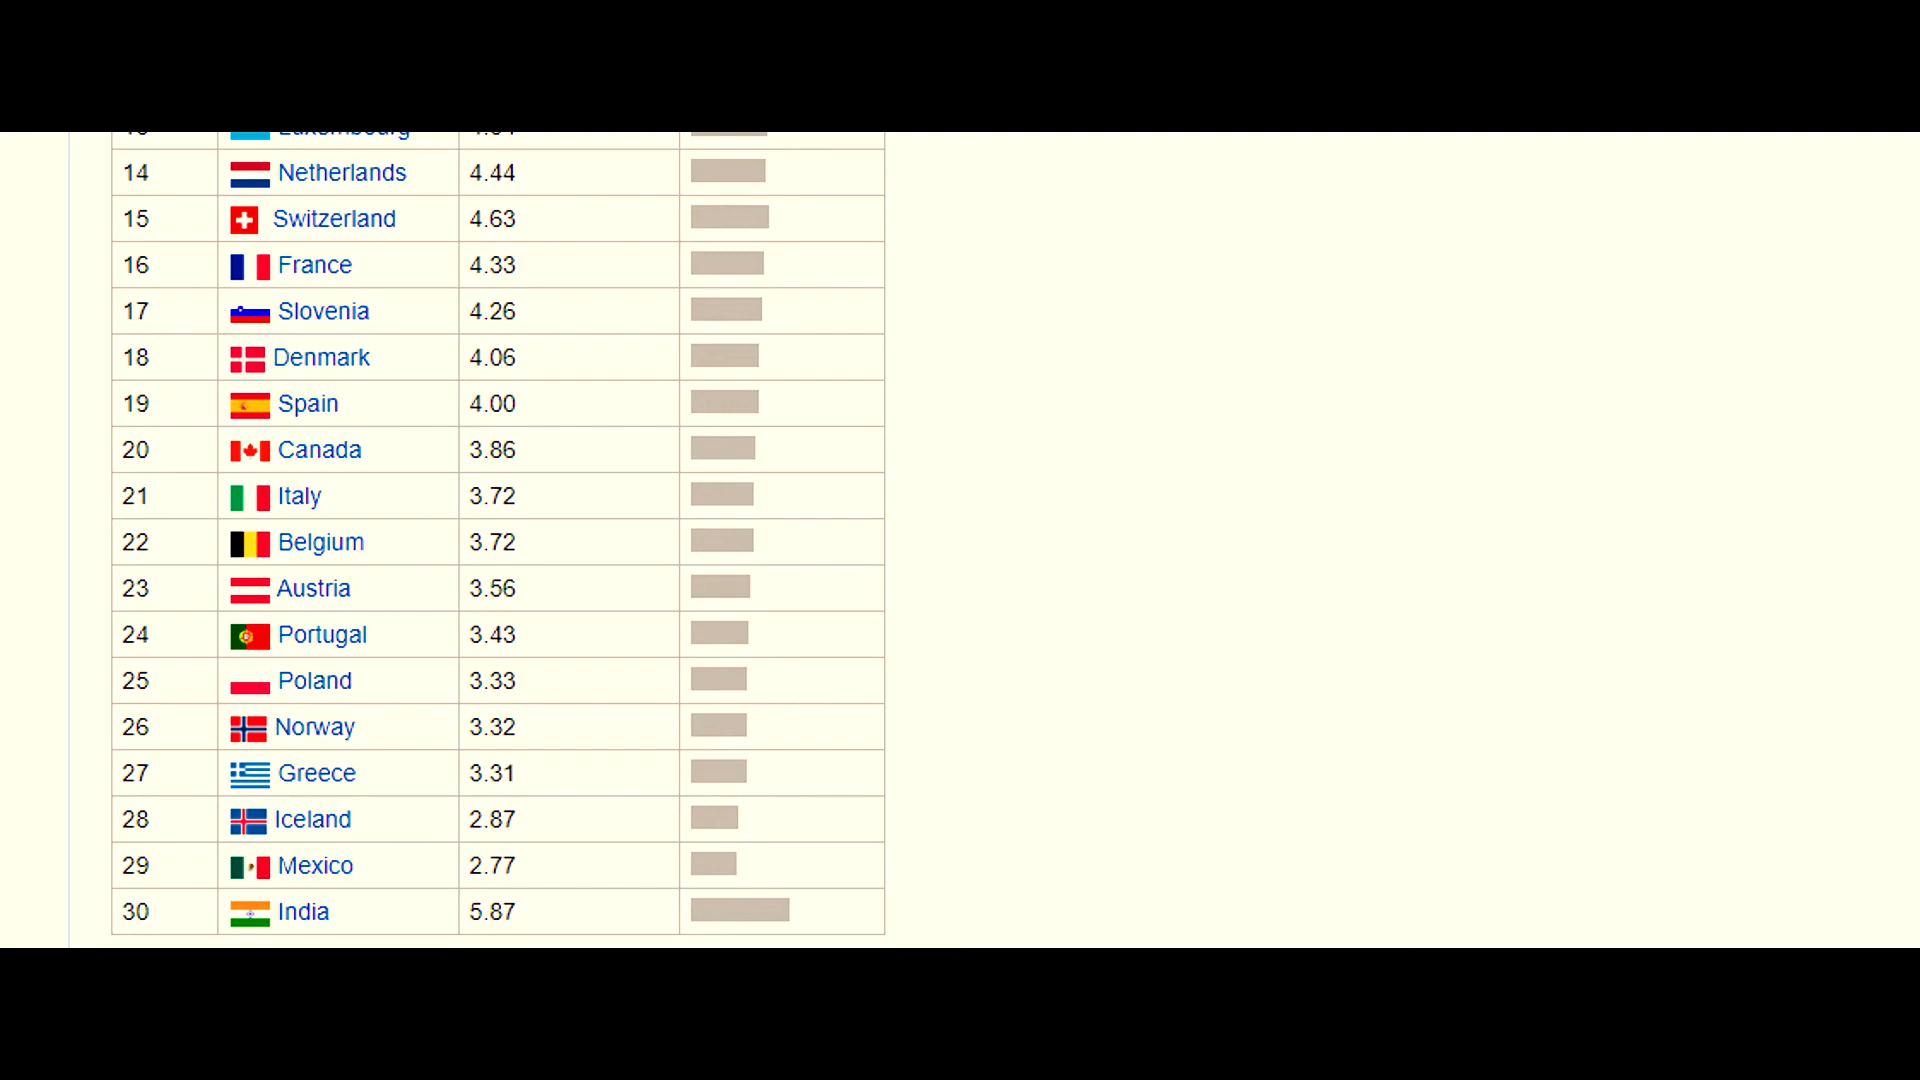 14 Netherlands 4.44
15 Switzerland 4.63
16 France 4.33
17 Slovenia 4.26
18 Denmark 4.06
19 Spain 4.00
20 Canada 3.86
21 Italy 3.72
22 Belgium 3.72
23 Austria 3.56
24 Portugal 3.43
25 Poland 3.33
26 Norway 3.32
27 Greece 3.31
28 Iceland 2.87
29 Mexico 2.77
30 India 5.87